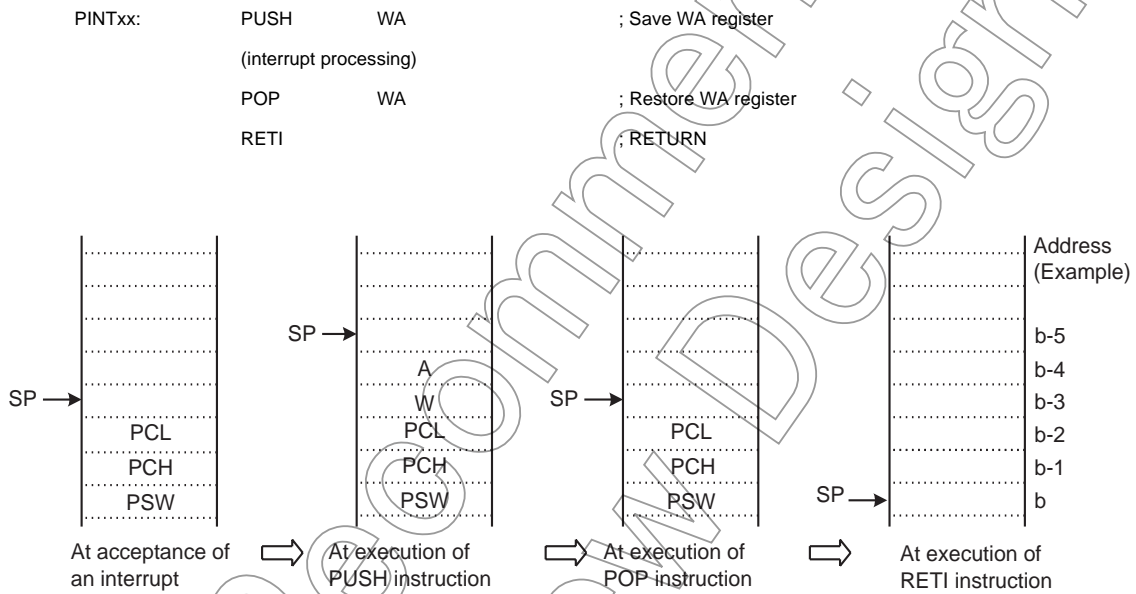 PINTxx: PUSH WA ; Save WA register
(interrupt processing)
POP WA ; Restore WA register
RETI ; RETURN
Address
(Example)
SP b-5
A b-4
SP W SP b-3
PCL PCL PCL b-2
PCH PCH PCH b-1
PSW PSW PSW SP b
At acceptance of At execution of At execution of At execution of
an interrupt PUSH instruction POP instruction RETI instruction